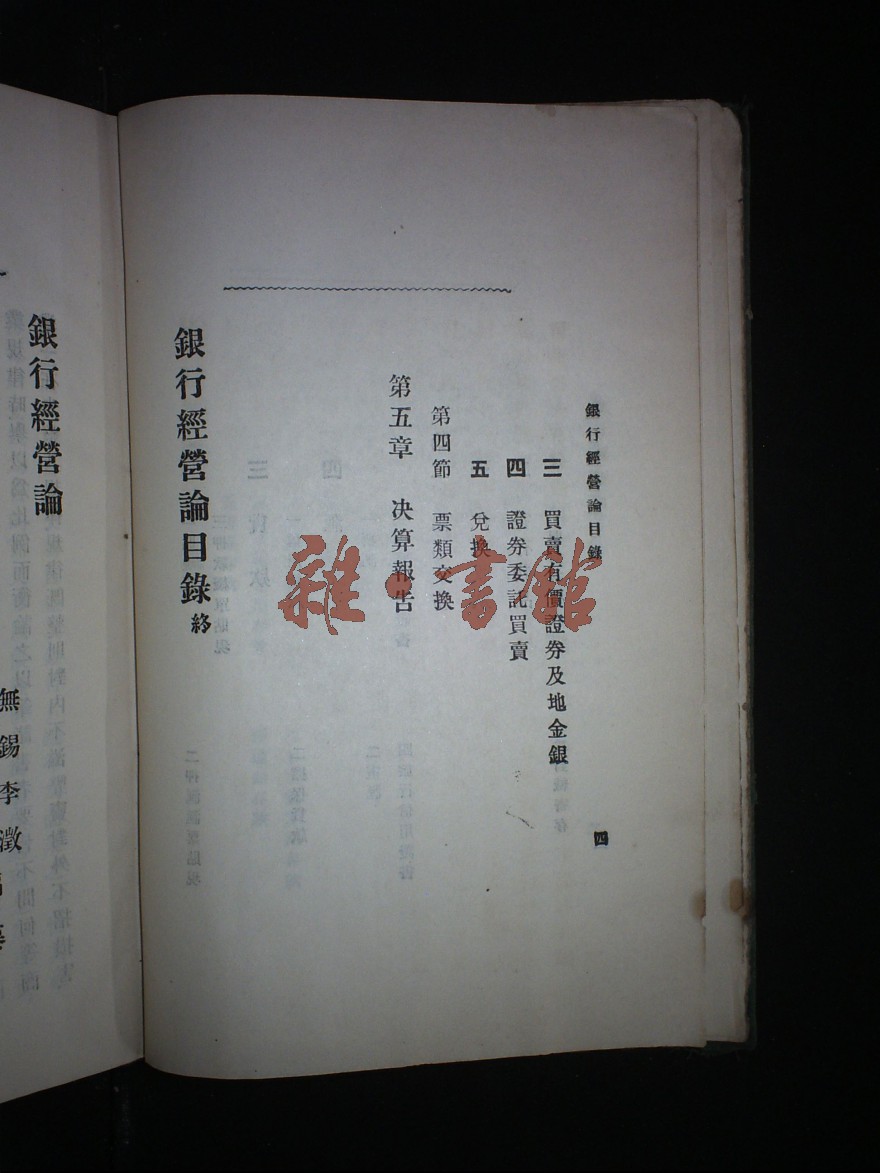 銀行經營論目錄
三 買賣有價證券及地金銀
四 證券委託買賣
五 兌換
第四節 票類交換
第五章 決算報告
銀行經營論目錄終
四
銀行經營論
無錫李澂
雜·書館